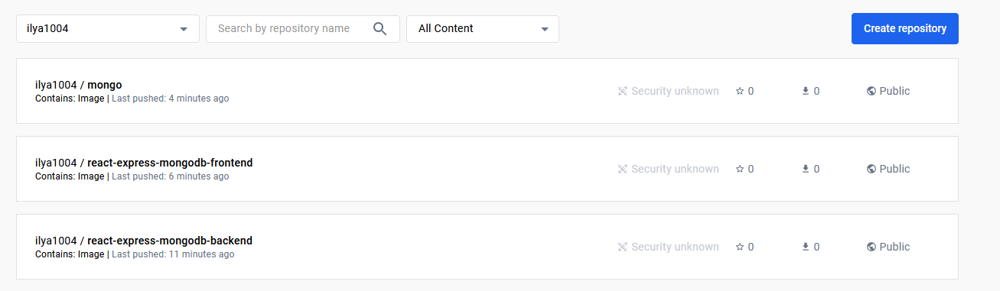 ilya1004 Search by repository name All Content Create repository
ilya1004 / mongo
Contains: Image | Last pushed: 4 minutes ago
Security unknown 0 0 Public
ilya1004 / react-express-mongodb-frontend
Contains: Image | Last pushed: 6 minutes ago
Security unknown 0 0 Public
ilya1004 / react-express-mongodb-backend
Contains: Image | Last pushed: 11 minutes ago
Security unknown 0 0 Public